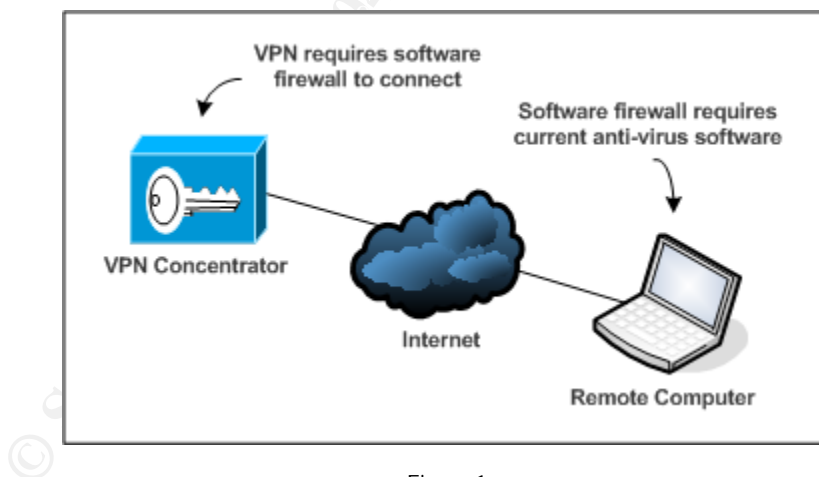 VPN requires software
firewall to connect
Software firewall requires
current anti-virus software
VPN Concentrator
Internet
Remote Computer
©